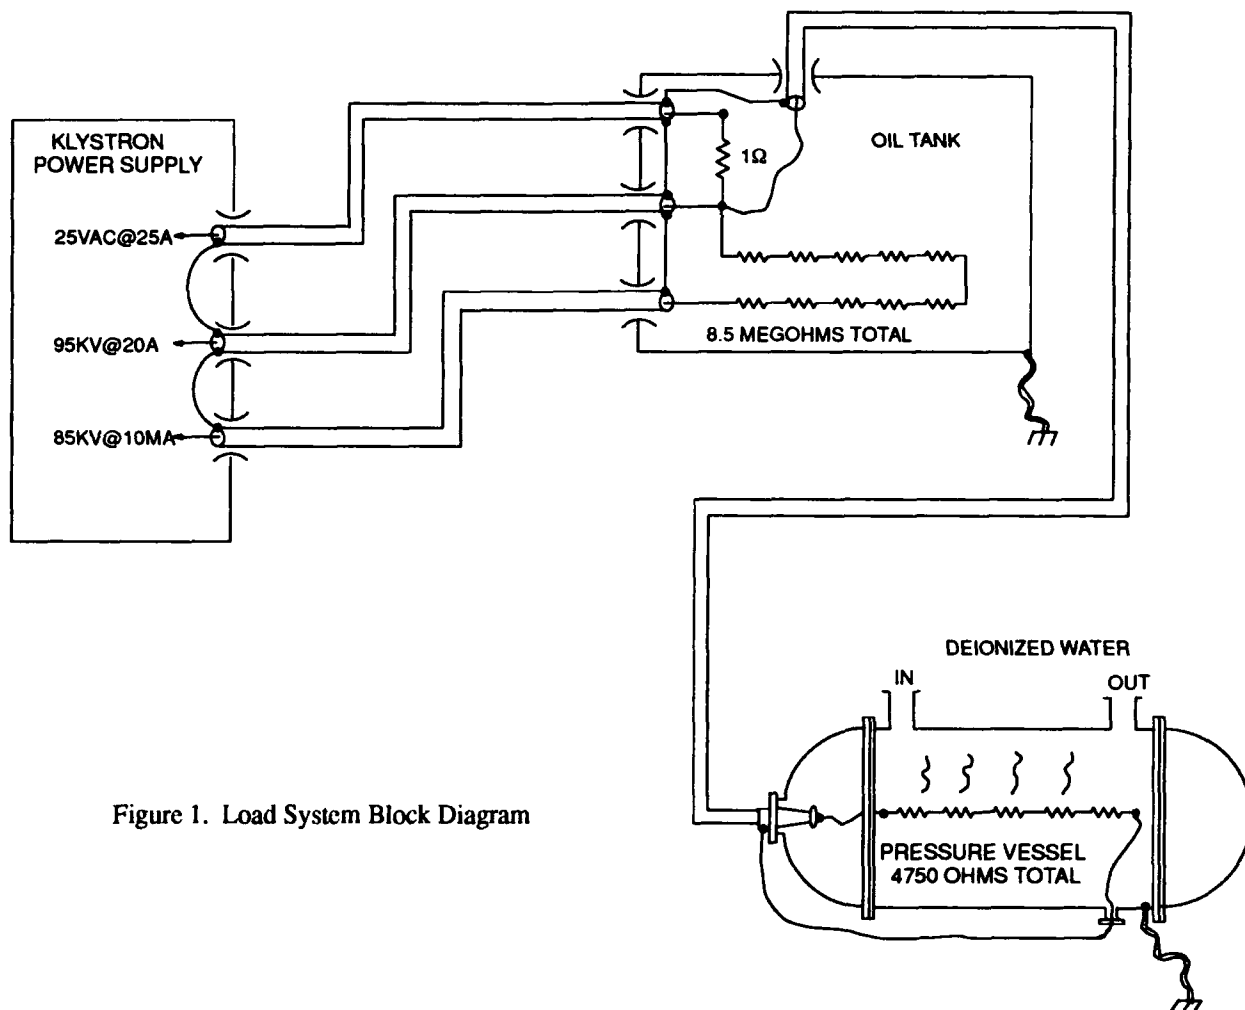 KLYSTRON
POWER SUPPLY
25VAC@25A
95KV@20A
85KV@10MA
1Ω
OIL TANK
8.5 MEGOHMS TOTAL
DEIONIZED WATER
IN
OUT
PRESSURE VESSEL
4750 OHMS TOTAL
Figure 1. Load System Block Diagram